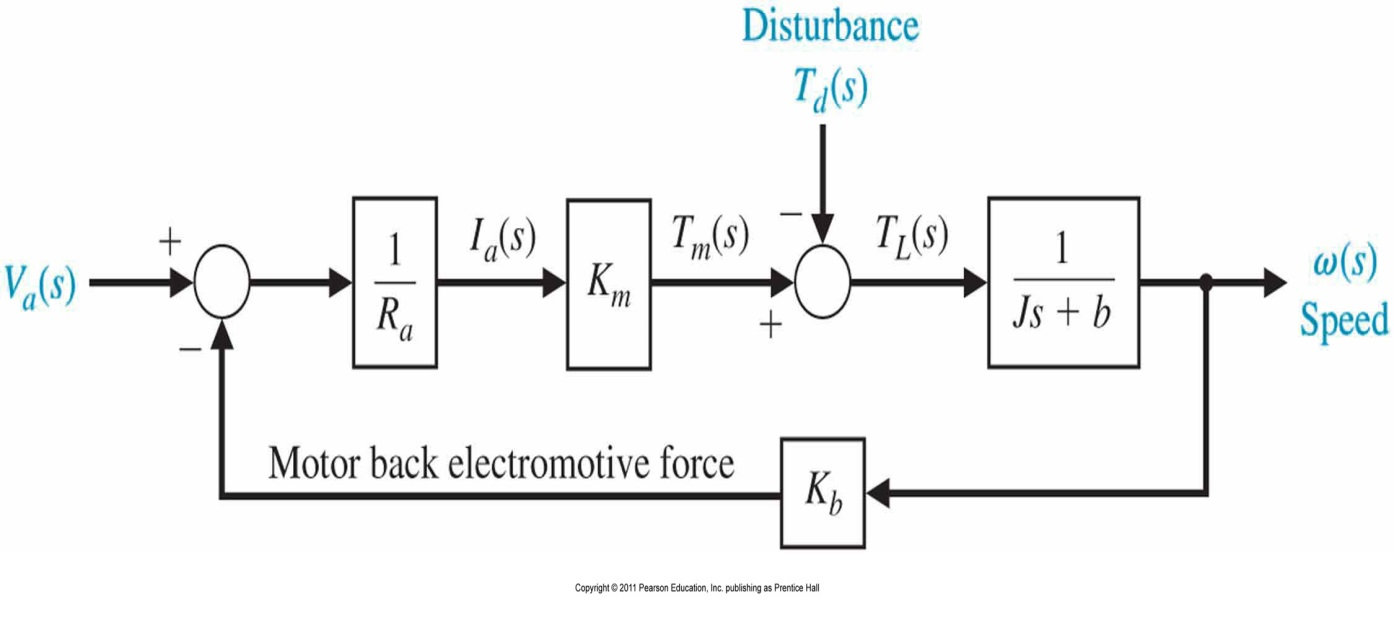 Disturbance
T_d(s)
+
−
V_a(s)
1
R_a
I_a(s)
K_m
T_m(s)
−
+
T_L(s)
1
Js + b
ω(s)
Speed
−
Motor back electromotive force
K_b
Copyright © 2011 Pearson Education, Inc. publishing as Prentice Hall